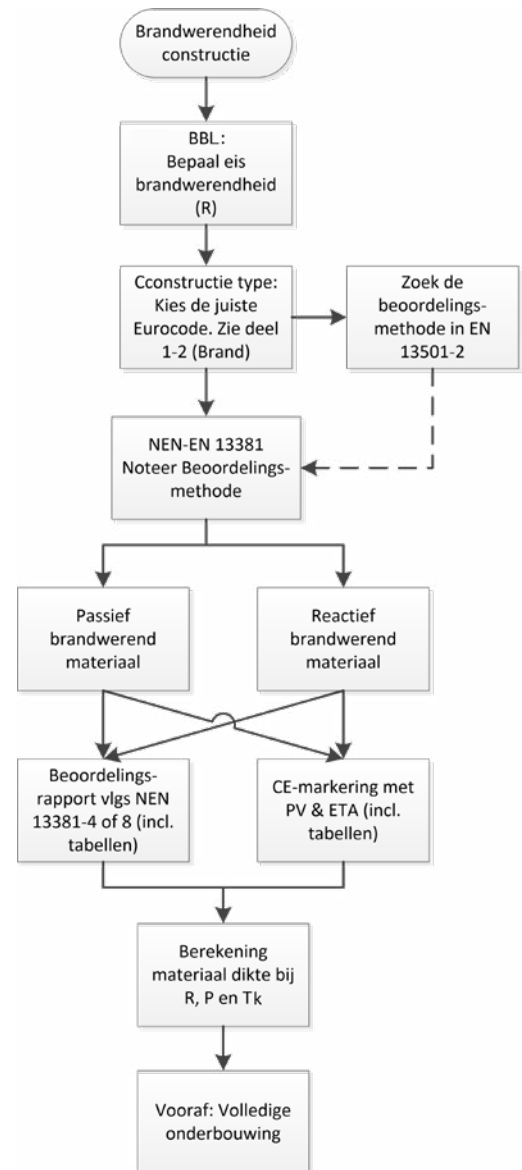 Brandwerendheid
constructie
BBL:
Bepaal eis
brandwerendheid
(R)
Cconstructie type:
Kies de juiste
Eurocode. Zie deel
1-2 (Brand)
Zoek de
beoordelings-
methode in EN
13501-2
NEN-EN 13381
Noteer Beoordelings-
methode
Passief
brandwerend
materiaal
Reactief
brandwerend
materiaal
Beoordelings-
rapport vlgs NEN
13381-4 of 8 (incl.
tabellen)
CE-markering met
PV & ETA (incl.
tabellen)
Berekening
materiaal dikte bij
R, P en Tk
Vooraf: Volledige
onderbouwing